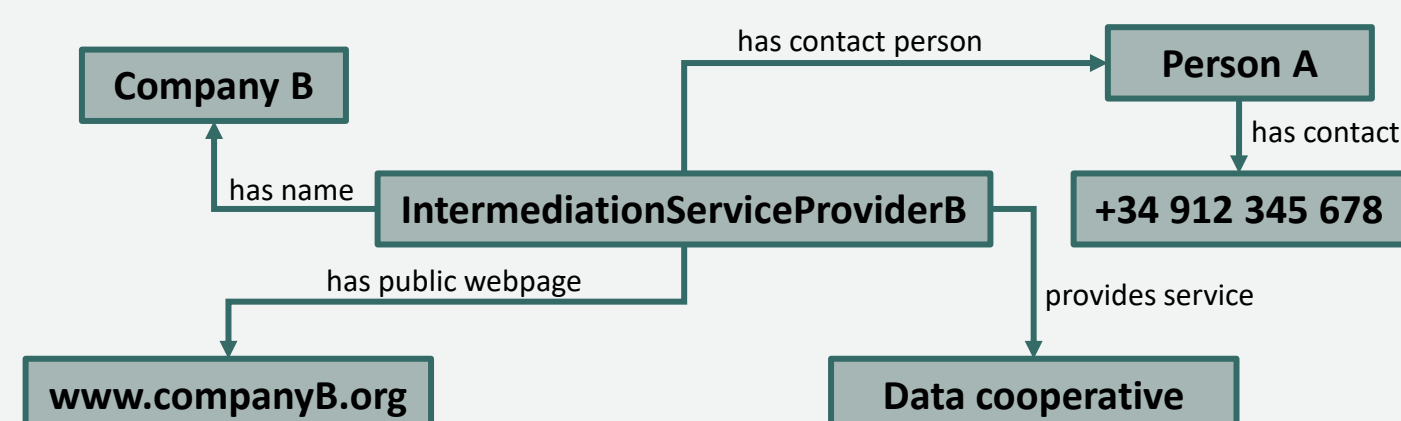 has contact person
Company B
Person A
has contact
has name
IntermediationServiceProviderB
+34 912 345 678
has public webpage
provides service
www.companyB.org
Data cooperative